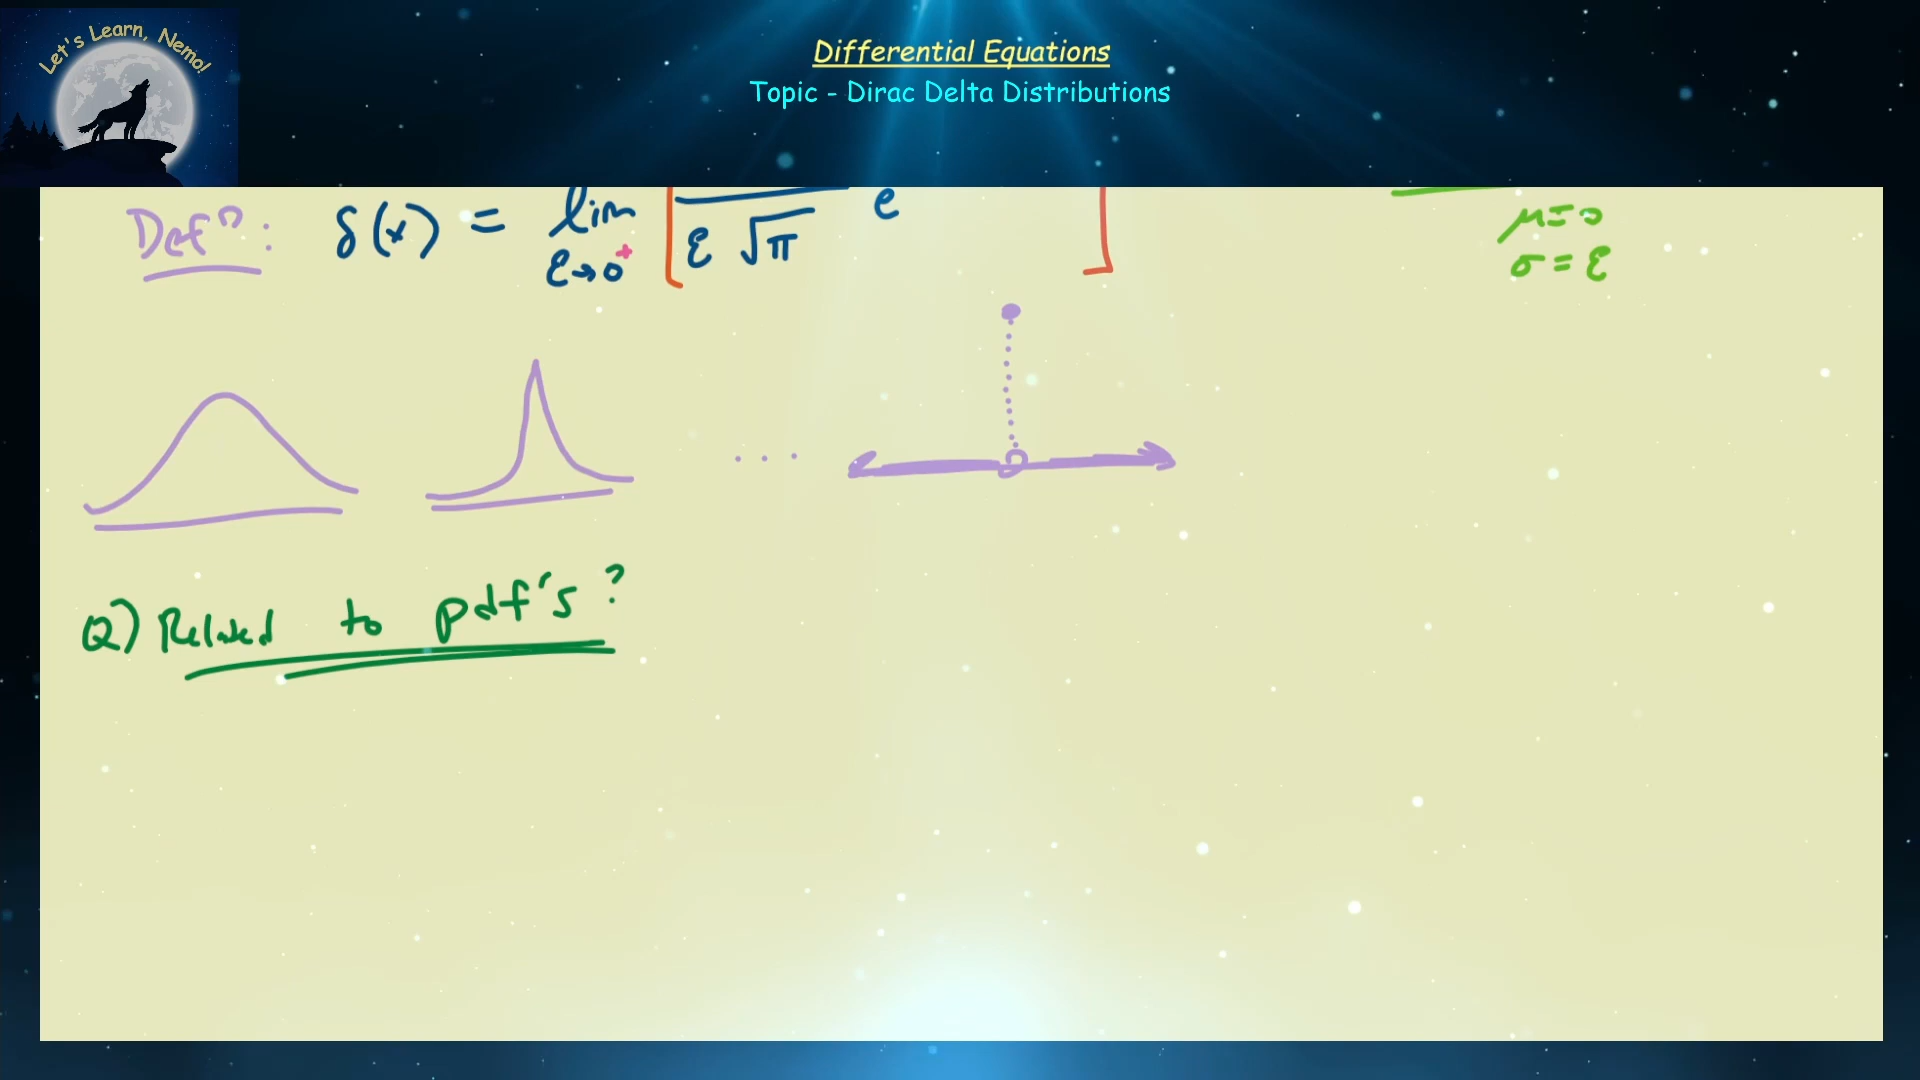 Let's Learn, Nemo!
Differential Equations
Topic - Dirac Delta Distributions
Defⁿ: δ(x) = lim ε→0⁺ [ ε √π e ]
μ = 0
σ = ε
. . .
Q) Related to pdf's?